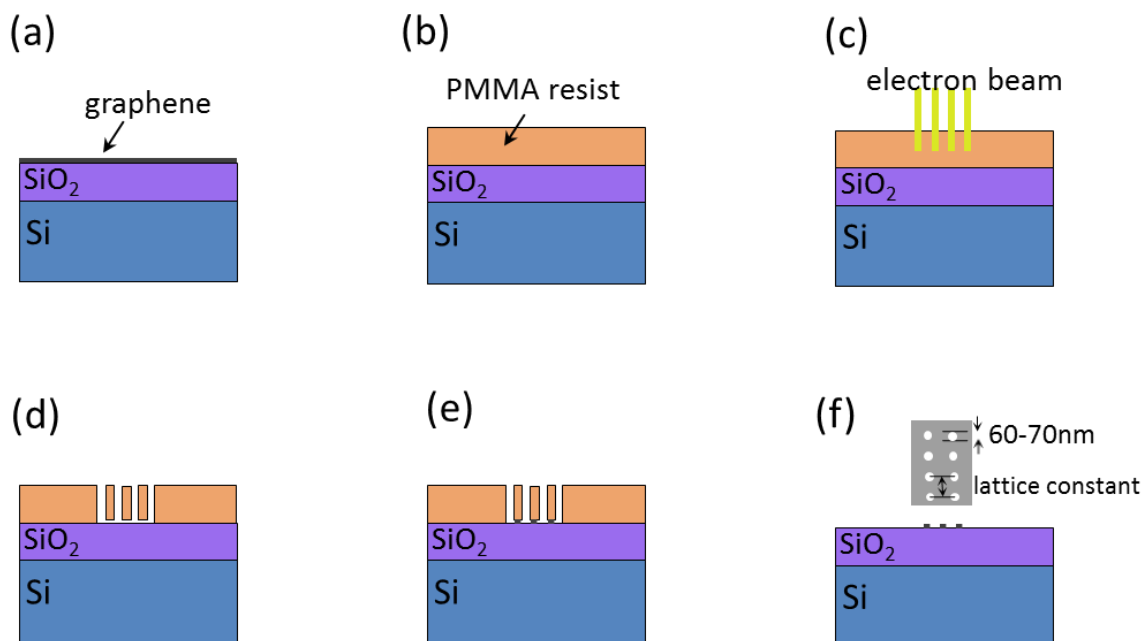 (a)
graphene
SiO₂
Si
(b)
PMMA resist
SiO₂
Si
(c)
electron beam
SiO₂
Si
(d)
SiO₂
Si
(e)
SiO₂
Si
(f)
60-70nm
lattice constant
SiO₂
Si